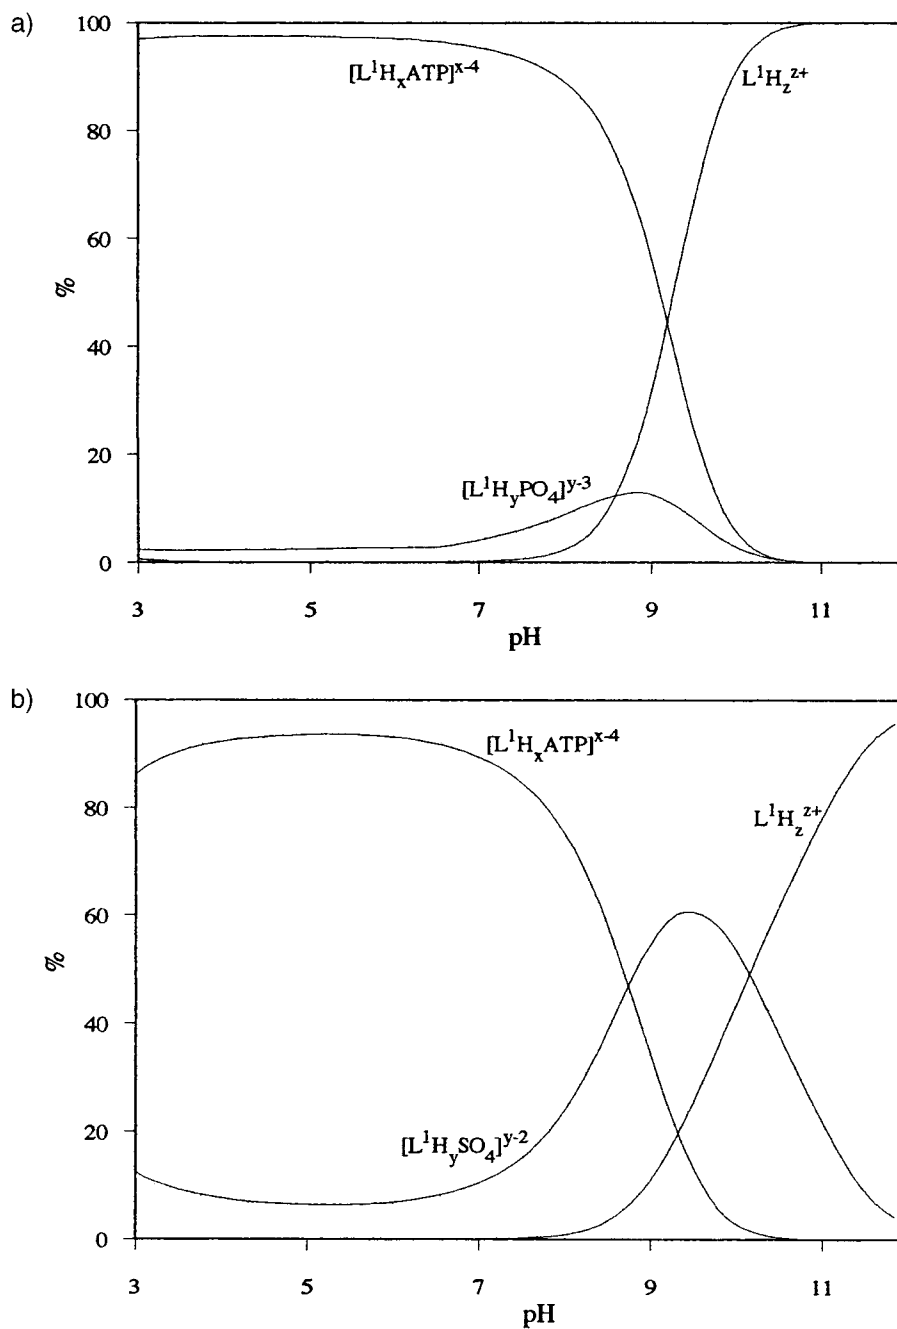 a)
100
80
60
40
20
0
%
[L¹HₓATP]ˣ⁻⁴
L¹H_z^{z+}
[L¹H_yPO₄]^{y-3}
3 5 7 9 11
pH
b)
100
80
60
40
20
0
%
[L¹HₓATP]ˣ⁻⁴
L¹H_z^{z+}
[L¹H_ySO₄]^{y-2}
3 5 7 9 11
pH